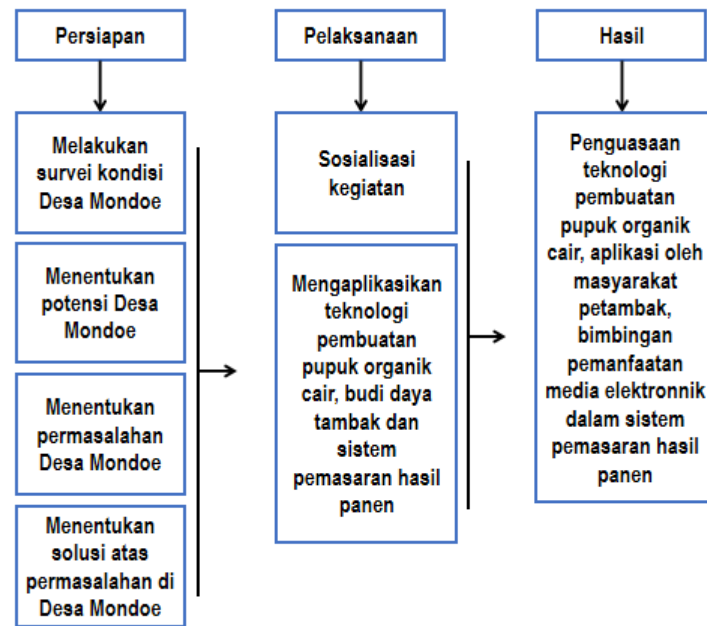 Persiapan
Melakukan
survei kondisi
Desa Mondoe
Menentukan
potensi Desa
Mondoe
Menentukan
permasalahan
Desa Mondoe
Menentukan
solusi atas
permasalahan di
Desa Mondoe
Pelaksanaan
Sosialisasi
kegiatan
Mengaplikasikan
teknologi
pembuatan
pupuk organik
cair, budi daya
tambak dan
sistem
pemasaran hasil
panen
Hasil
Penguasaan
teknologi
pembuatan
pupuk organik
cair, aplikasi oleh
masyarakat
petambak,
bimbingan
pemanfaatan
media elektronnik
dalam sistem
pemasaran hasil
panen